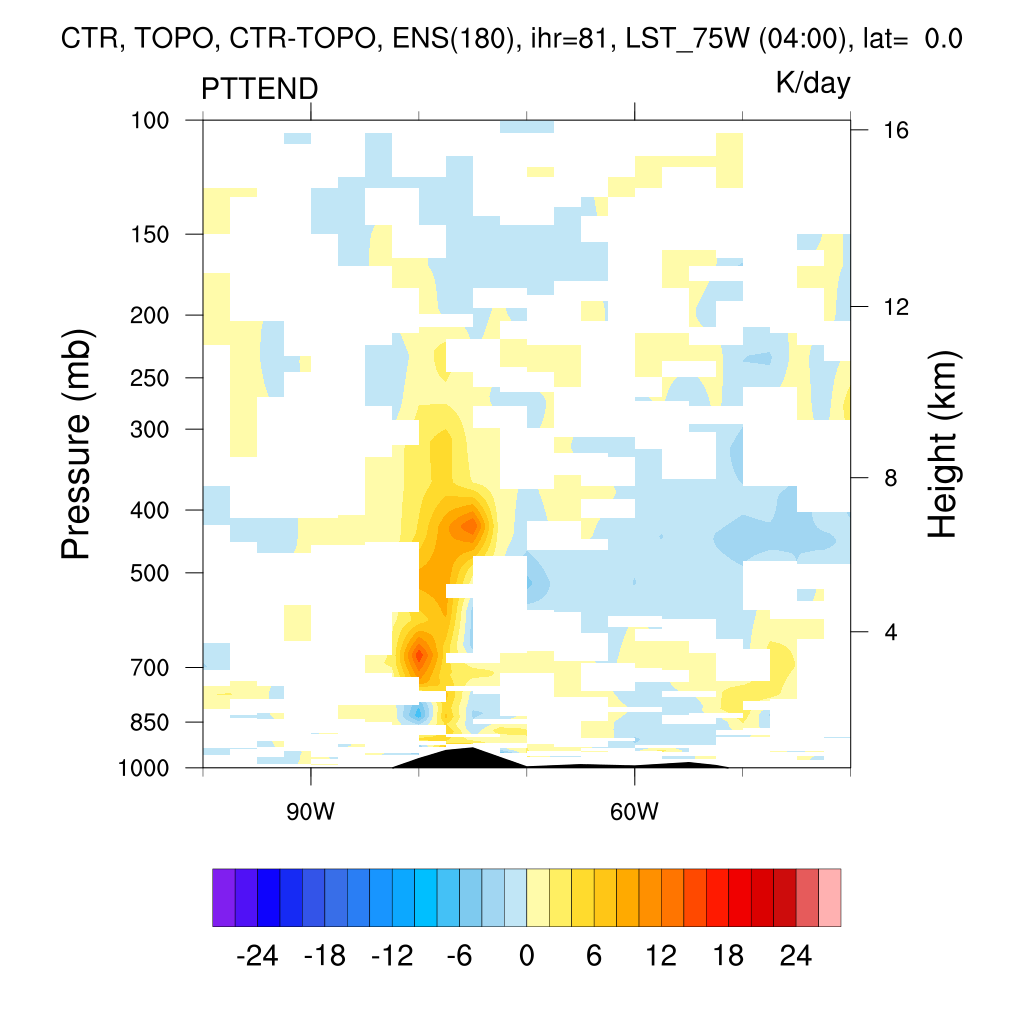 CTR, TOPO, CTR-TOPO, ENS(180), ihr=81, LST_75W (04:00), lat=  0.0
PTTEND
K/day
100
150
200
250
300
400
500
700
850
1000
Pressure (mb)
16
12
8
4
Height (km)
90W
60W
-24 -18 -12 -6 0 6 12 18 24